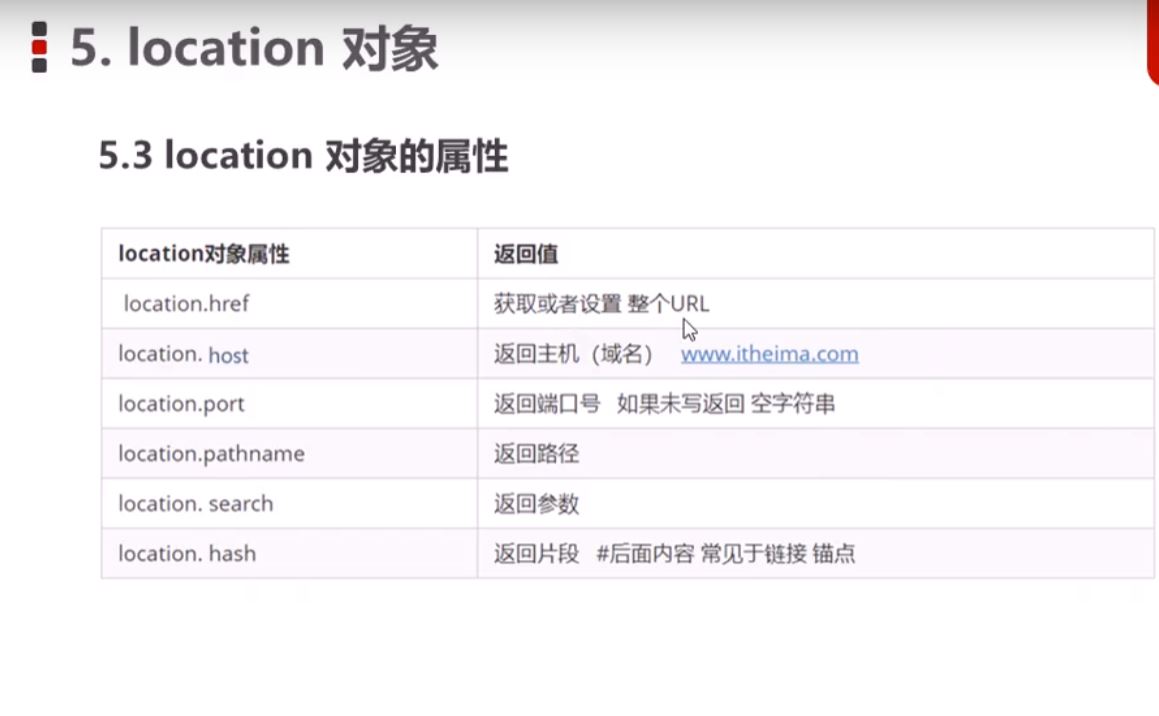 5. location 对象
5.3 location 对象的属性
location对象属性 返回值
location.href 获取或者设置 整个URL
location. host 返回主机（域名） www.itheima.com
location.port 返回端口号 如果未写返回 空字符串
location.pathname 返回路径
location. search 返回参数
location. hash 返回片段 #后面内容 常见于链接 锚点